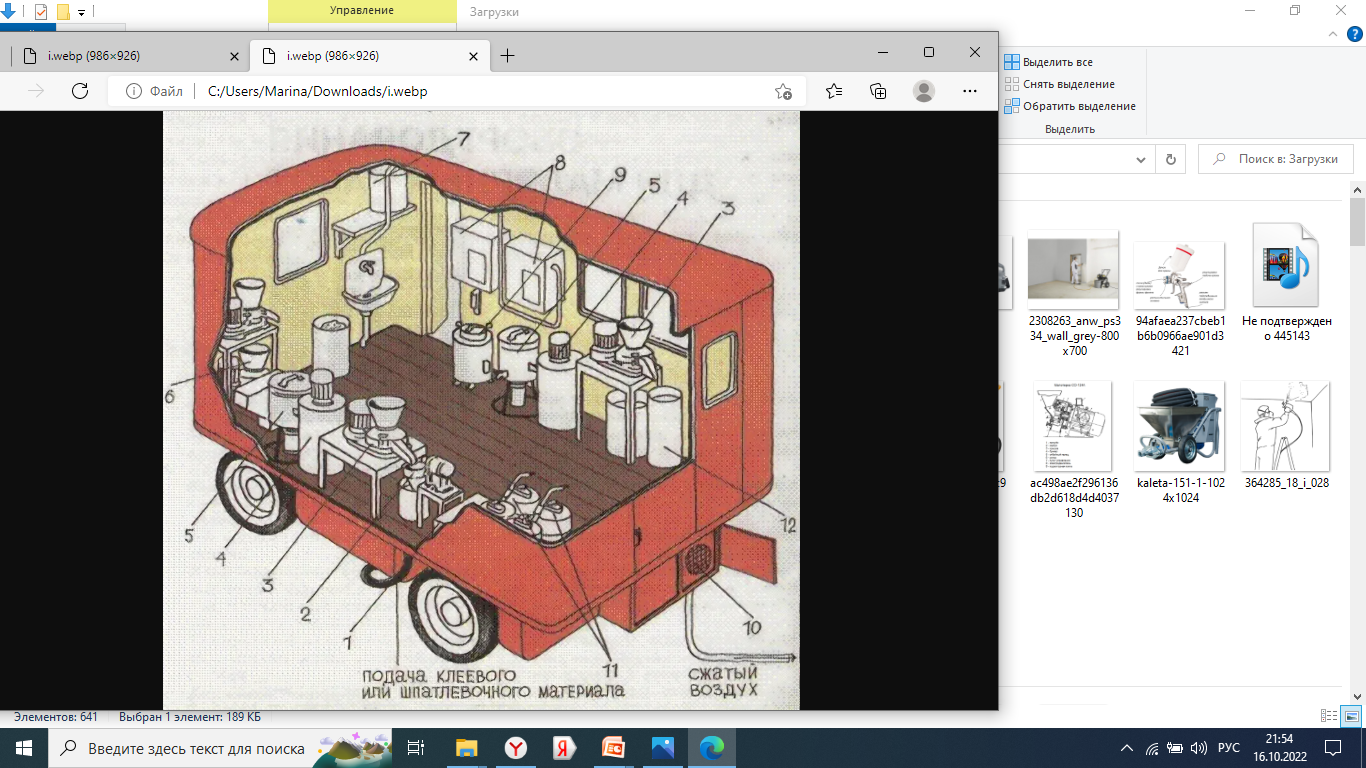 Управление
Загрузки
i.webp (986×926)
i.webp (986×926)
Файл
C:/Users/Marina/Downloads/i.webp
Выделить все
Снять выделение
Обратить выделение
Выделить
Поиск в: Загрузки
7
8
9
5
4
3
6
5
4
3
2
1
12
10
11
ПОДАЧА КЛЕЕВОГО
ИЛИ ШПАТЛЕВОЧНОГО МАТЕРИАЛА
СЖАТЫЙ
ВОЗДУХ
2308263_anw_ps3
34_wall_grey-800
x700
94afaea237cbeb1
b6b0966ae901d3
421
Не подтвержден
о 445143
ac498ae2f296136
db2d618d4d4037
130
kaleta-151-1-102
4x1024
364285_18_i_028
Элементов: 641
Выбран 1 элемент: 189 КБ
Введите здесь текст для поиска
РУС
21:54
16.10.2022